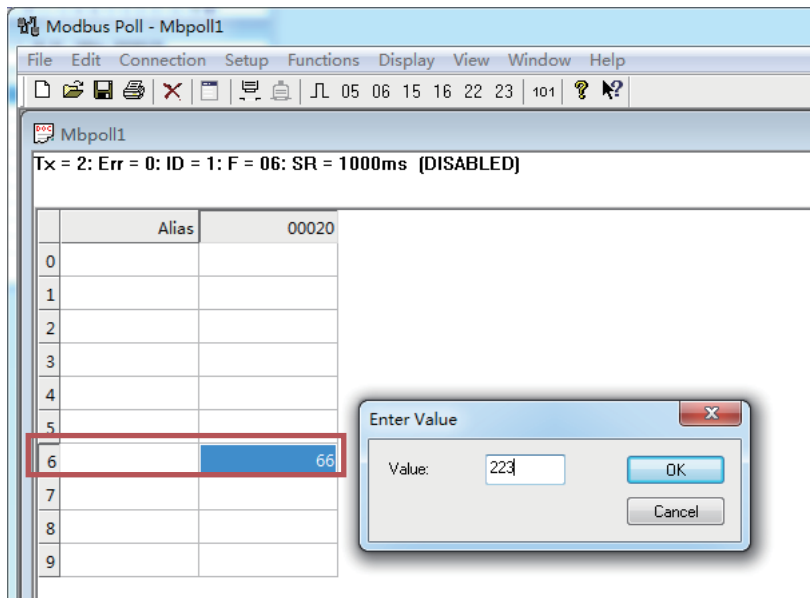 Modbus Poll - Mbpoll1
File Edit Connection Setup Functions Display View Window Help
05 06 15 16 22 23 101
Mbpoll1
Tx = 2: Err = 0: ID = 1: F = 06: SR = 1000ms (DISABLED)
Alias 00020
0
1
2
3
4
5
6 66
7
8
9
Enter Value
Value: 223
OK
Cancel